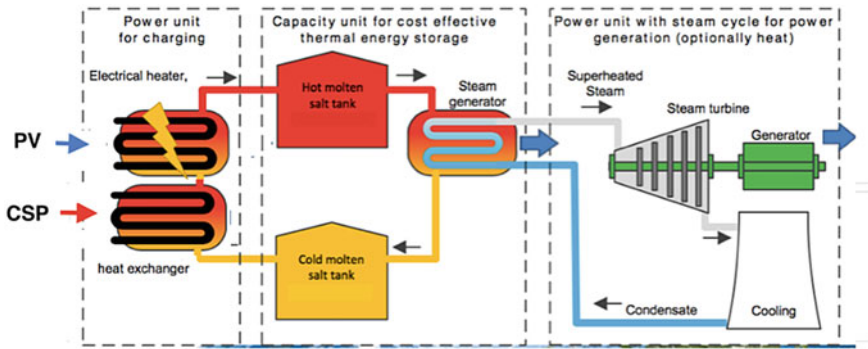 Power unit
for charging
Capacity unit for cost effective
thermal energy storage
Power unit with steam cycle for power
generation (optionally heat)
Electrical heater,
Hot molten
salt tank
Steam
generator
Superheated
Steam
Steam turbine
Generator
PV
CSP
heat exchanger
Cold molten
salt tank
Condensate
Cooling